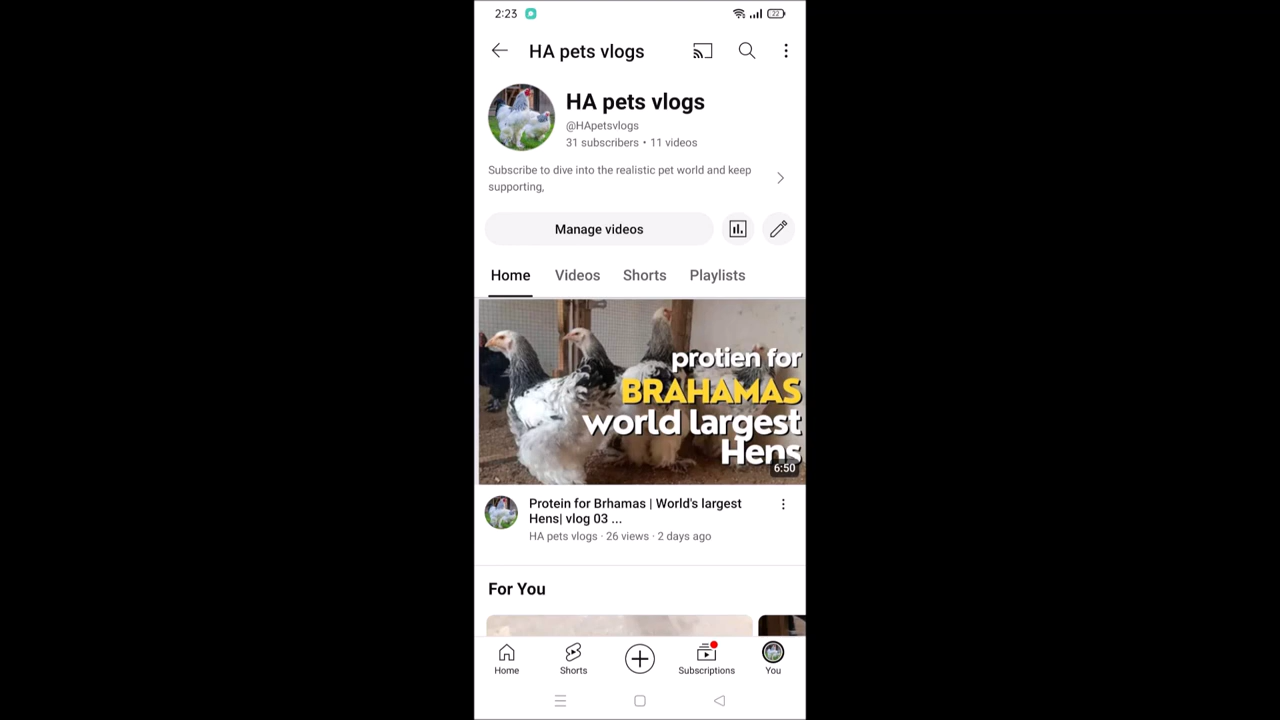 2:23
22
HA pets vlogs
HA pets vlogs
@HApetsvlogs
31 subscribers • 11 videos
Subscribe to dive into the realistic pet world and keep
supporting,
Manage videos
Home Videos Shorts Playlists
protien for
BRAHAMAS
world largest
Hens
6:50
Protein for Brhamas | World's largest
Hens| vlog 03 ...
HA pets vlogs · 26 views · 2 days ago
For You
Home Shorts Subscriptions You